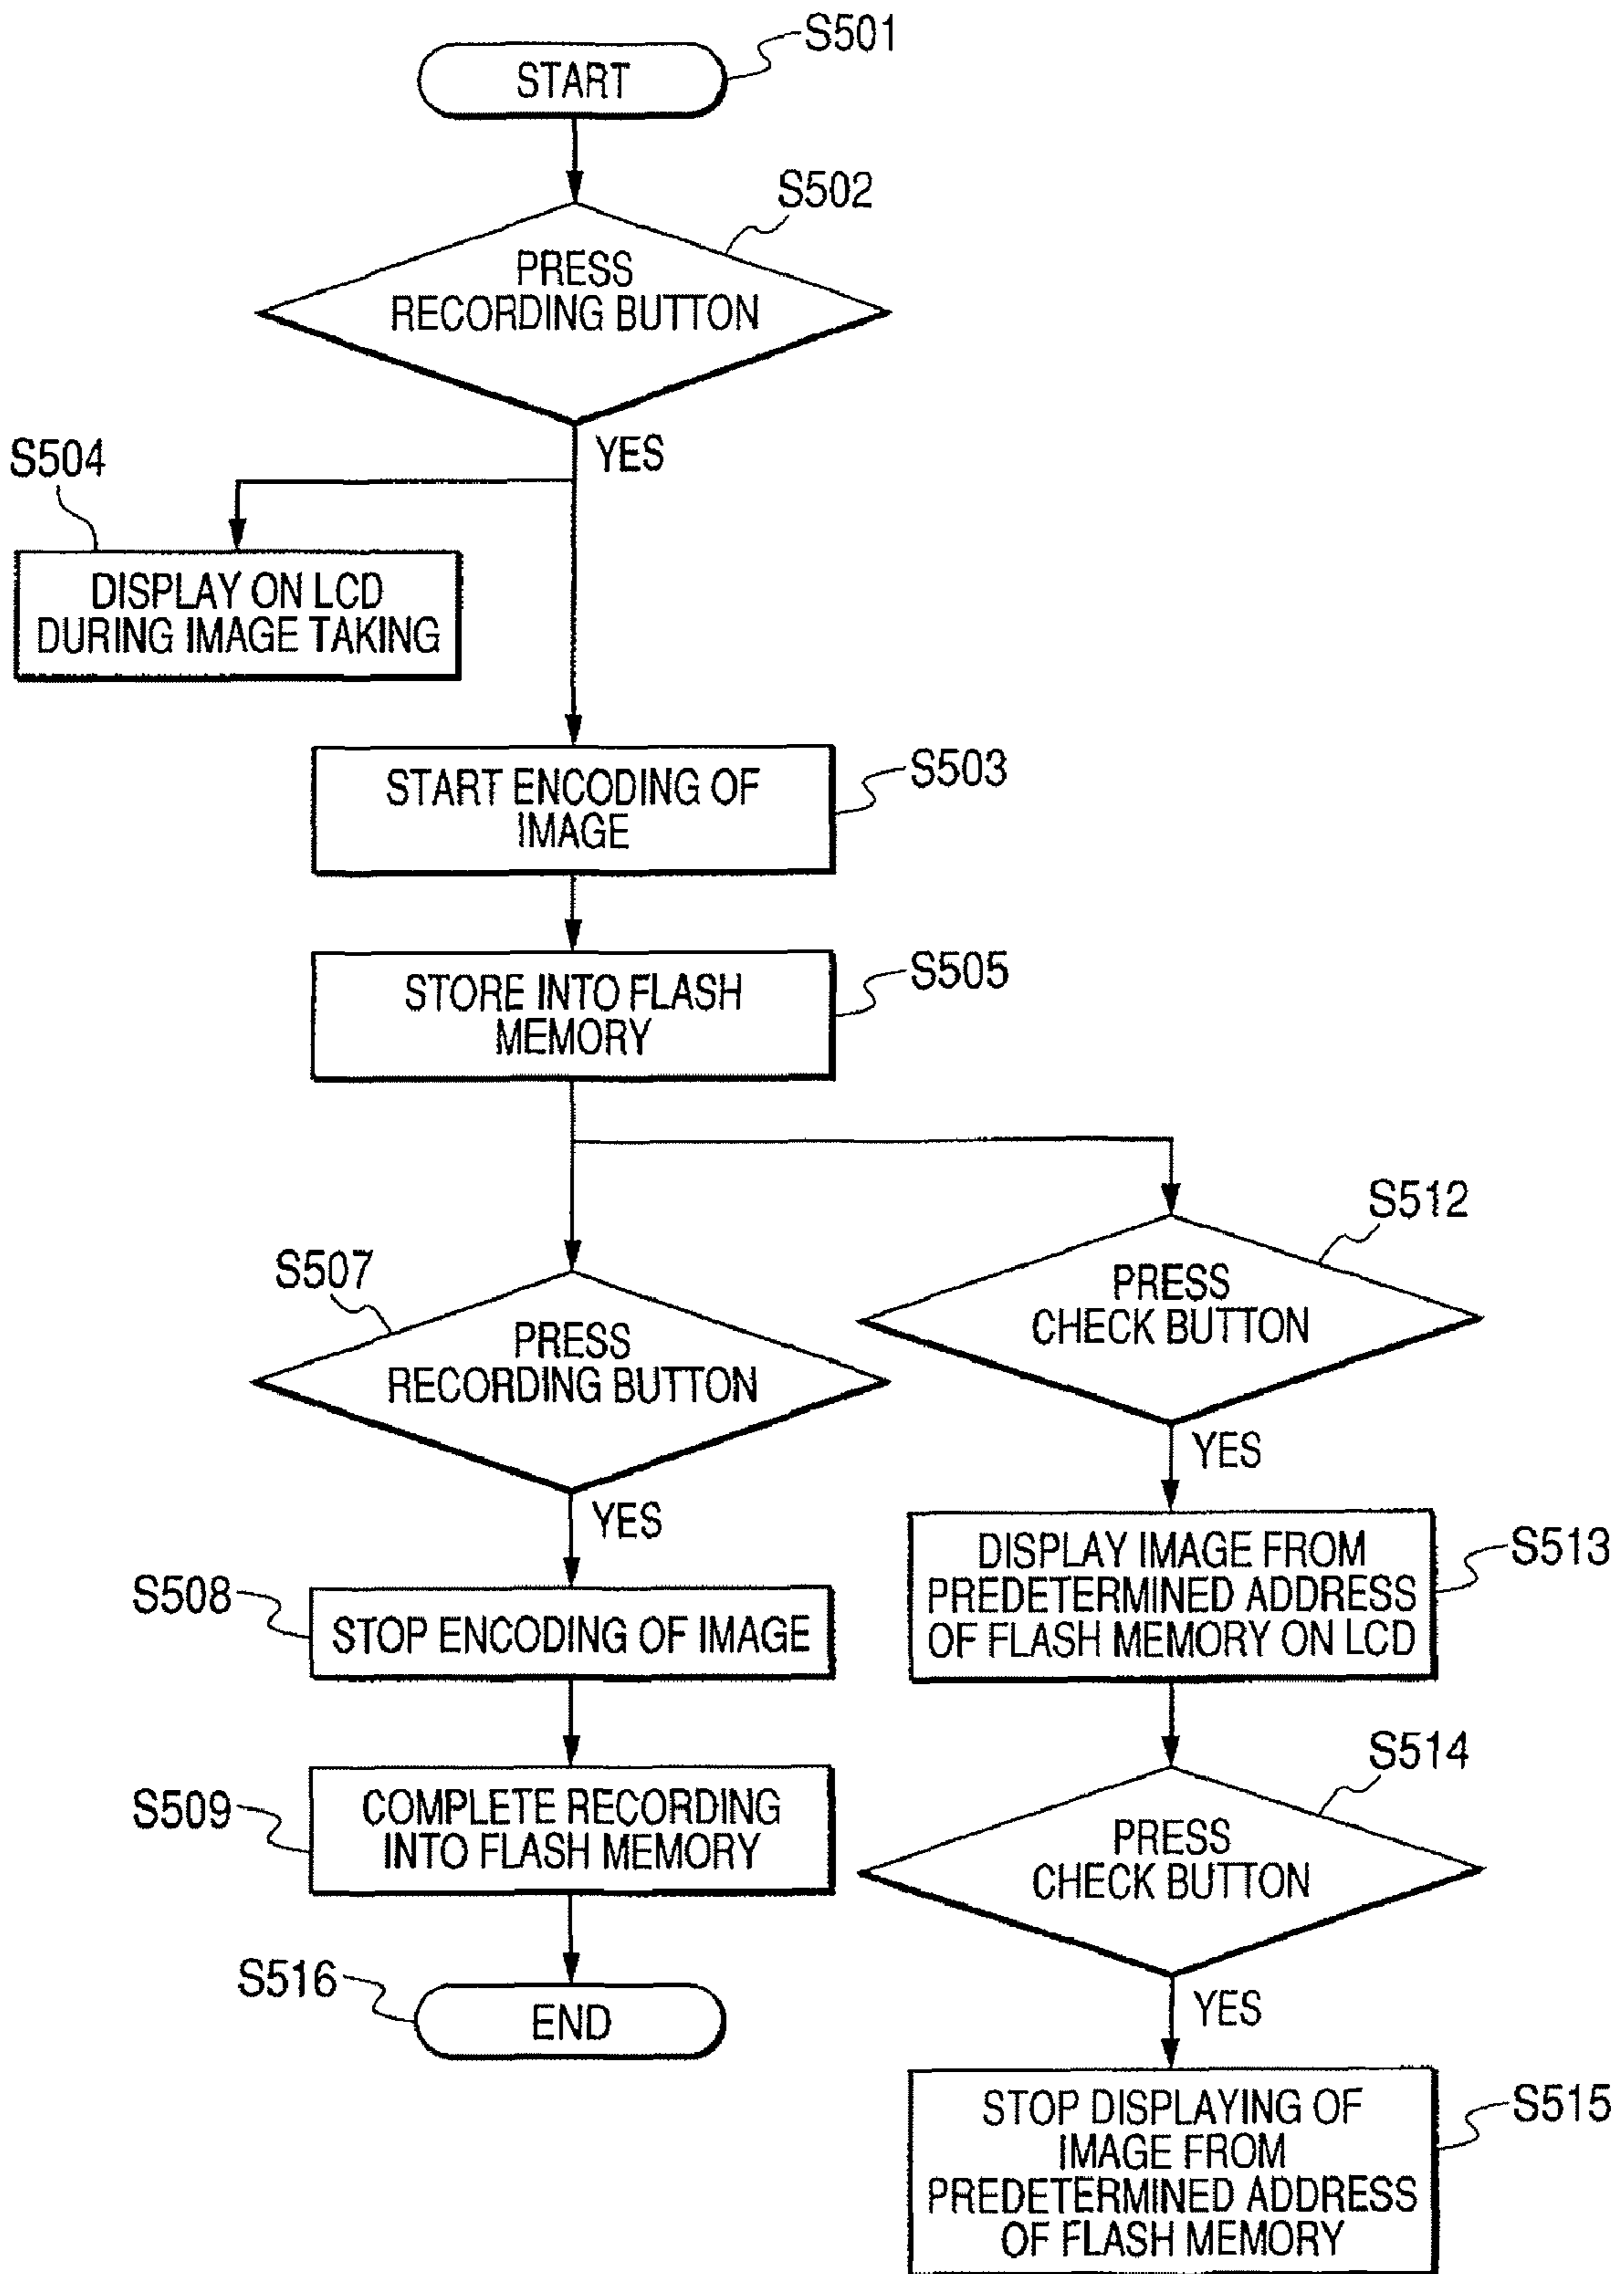 S501
START
S502
PRESS
RECORDING BUTTON
YES
S504
DISPLAY ON LCD
DURING IMAGE TAKING
S503
START ENCODING OF
IMAGE
S505
STORE INTO FLASH
MEMORY
S507
PRESS
RECORDING BUTTON
YES
S508
STOP ENCODING OF IMAGE
S509
COMPLETE RECORDING
INTO FLASH MEMORY
S516
END
S512
PRESS
CHECK BUTTON
YES
S513
DISPLAY IMAGE FROM
PREDETERMINED ADDRESS
OF FLASH MEMORY ON LCD
S514
PRESS
CHECK BUTTON
YES
S515
STOP DISPLAYING OF
IMAGE FROM
PREDETERMINED ADDRESS
OF FLASH MEMORY